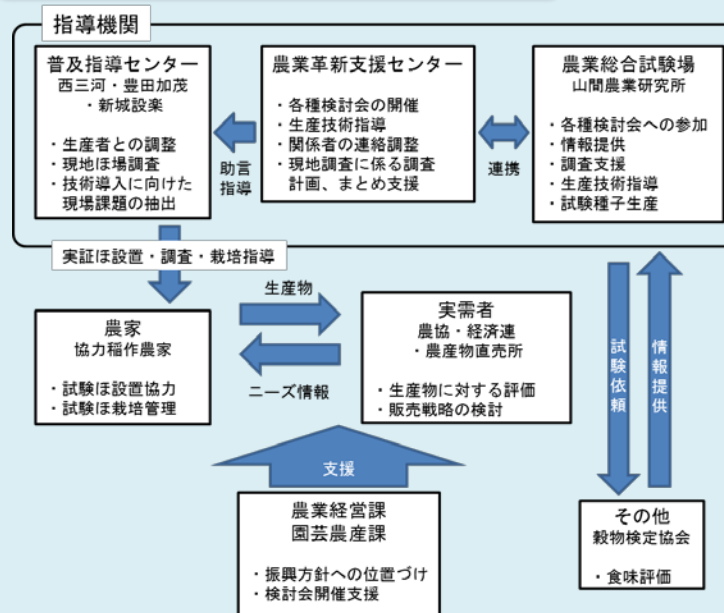 指導機関
普及指導センター
西三河・豊田加茂
・新城設楽
・生産者との調整
・現地ほ場調査
・技術導入に向けた
現場課題の抽出
助言
指導
農業革新支援センター
・各種検討会の開催
・生産技術指導
・関係者の連絡調整
・現地調査に係る調査
計画、まとめ支援
連携
農業総合試験場
山間農業研究所
・各種検討会への参加
・情報提供
・調査支援
・生産技術指導
・試験種子生産
実証ほ設置・調査・栽培指導
農家
協力稲作農家
・試験ほ設置協力
・試験ほ栽培管理
生産物
ニーズ情報
実需者
農協・経済連
・農産物直売所
・生産物に対する評価
・販売戦略の検討
試験依頼
情報提供
支援
農業経営課
園芸農産課
・振興方針への位置づけ
・検討会開催支援
その他
穀物検定協会
・食味評価